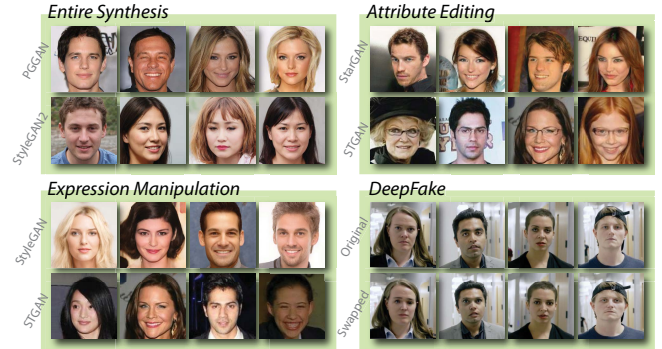 Entire Synthesis
PGGAN
StyleGAN2
Attribute Editing
StarGAN
STGAN
Expression Manipulation
StyleGAN
STGAN
DeepFake
Original
Swapped